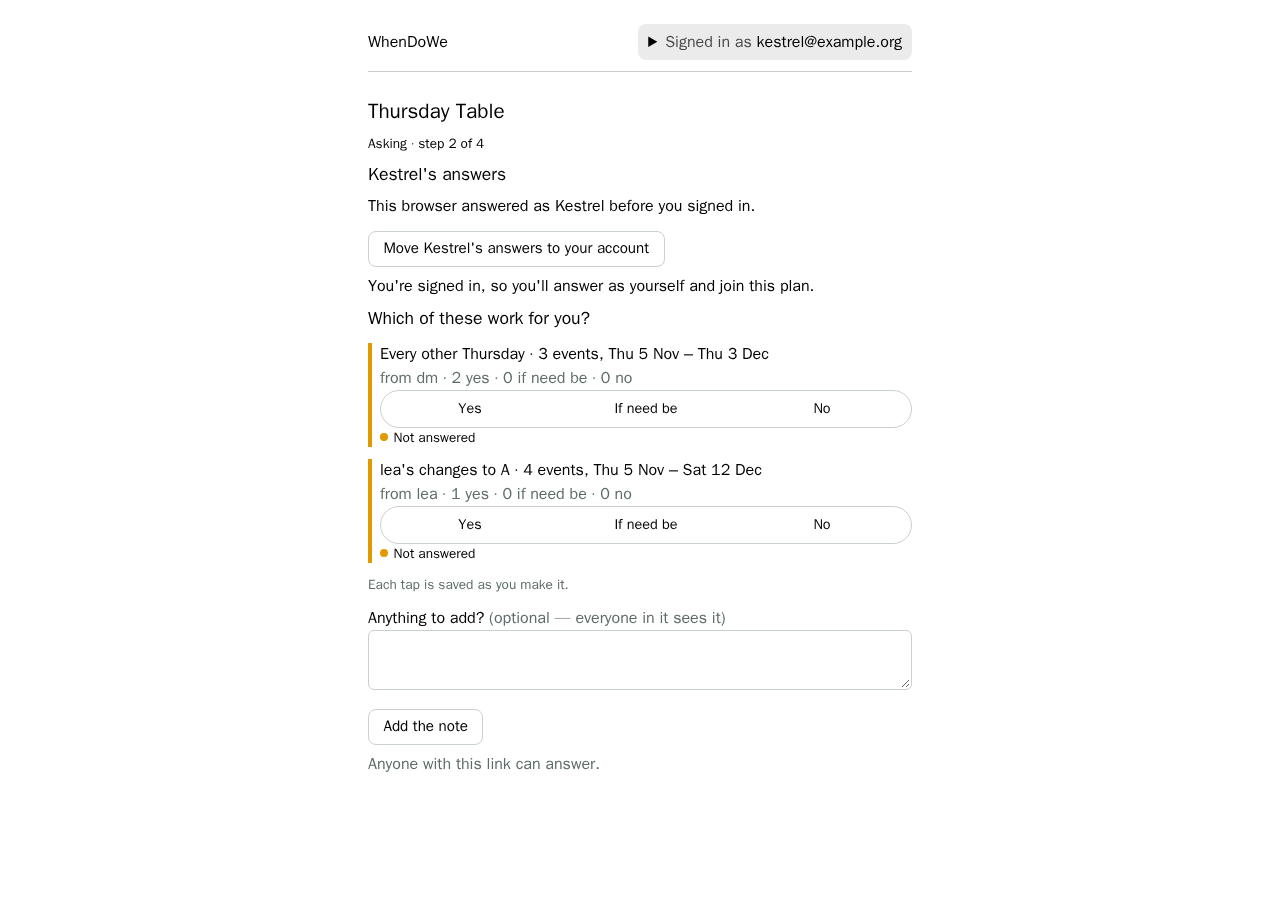 WhenDoWe
▶ Signed in as kestrel@example.org
Thursday Table
Asking · step 2 of 4
Kestrel's answers
This browser answered as Kestrel before you signed in.
Move Kestrel's answers to your account
You're signed in, so you'll answer as yourself and join this plan.
Which of these work for you?
Every other Thursday · 3 events, Thu 5 Nov – Thu 3 Dec
from dm · 2 yes · 0 if need be · 0 no
Yes If need be No
Not answered
lea's changes to A · 4 events, Thu 5 Nov – Sat 12 Dec
from lea · 1 yes · 0 if need be · 0 no
Yes If need be No
Not answered
Each tap is saved as you make it.
Anything to add? (optional — everyone in it sees it)
Add the note
Anyone with this link can answer.